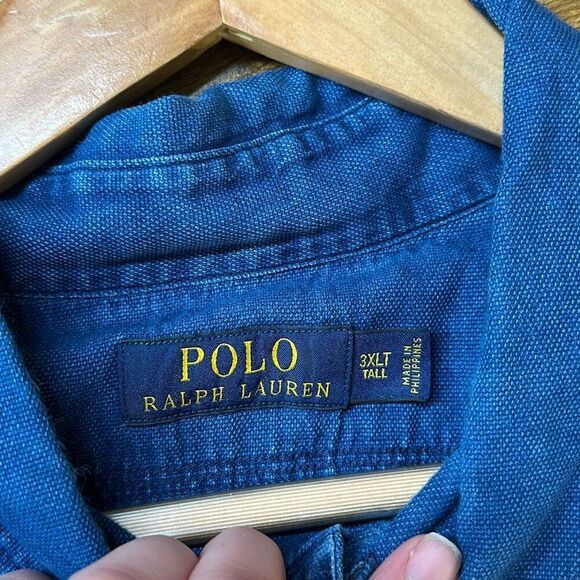 POLO
RALPH LAUREN
3XLT
TALL
MADE IN
PHILIPPINES